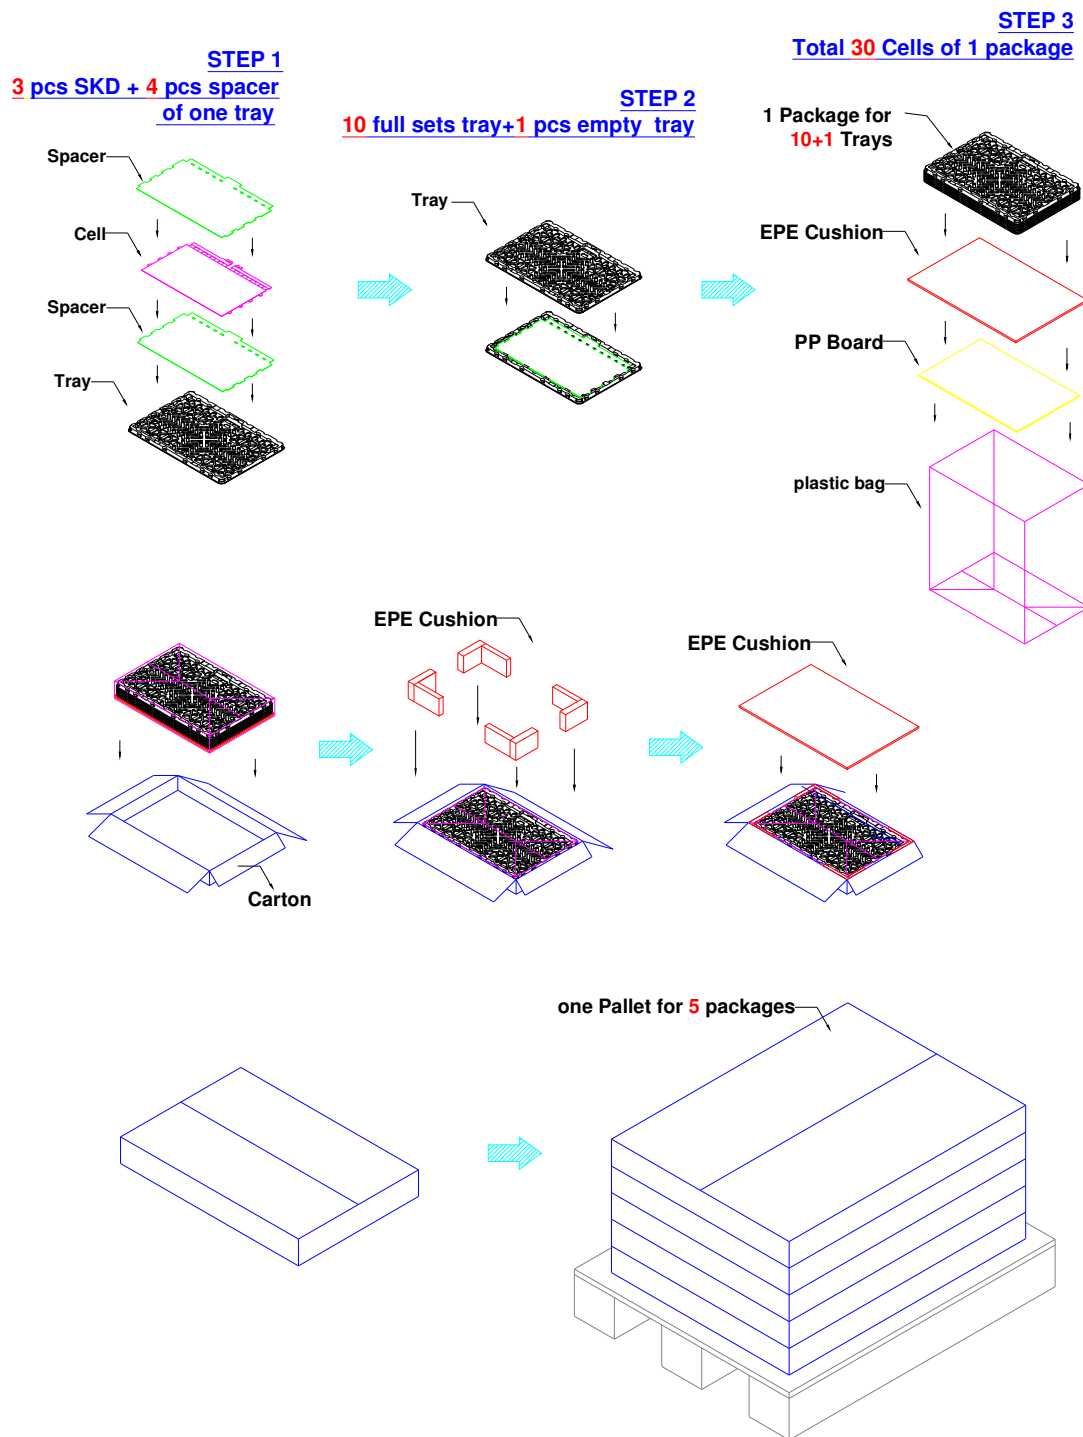 STEP 1
3 pcs SKD + 4 pcs spacer
of one tray
Spacer
Cell
Spacer
Tray
STEP 2
10 full sets tray+1 pcs empty tray
Tray
STEP 3
Total 30 Cells of 1 package
1 Package for
10+1 Trays
EPE Cushion
PP Board
plastic bag
Carton
EPE Cushion
EPE Cushion
one Pallet for 5 packages